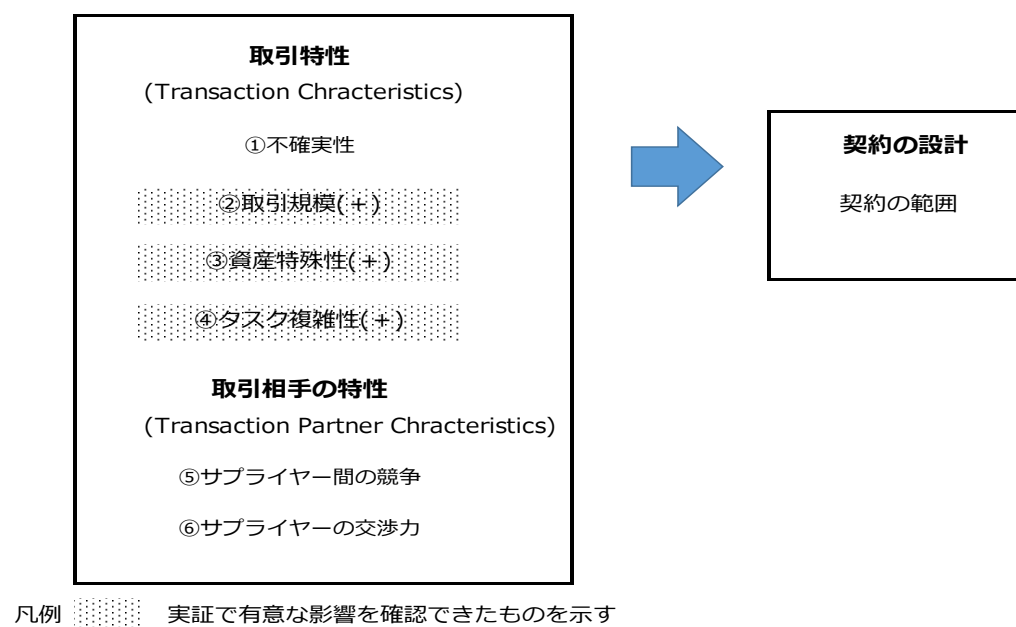 取引特性
(Transaction Chracteristics)
①不確実性
②取引規模(+)
③資産特殊性(+)
④タスク複雑性(+)
取引相手の特性
(Transaction Partner Chracteristics)
⑤サプライヤー間の競争
⑥サプライヤーの交渉力
契約の設計
契約の範囲
凡例 実証で有意な影響を確認できたものを示す